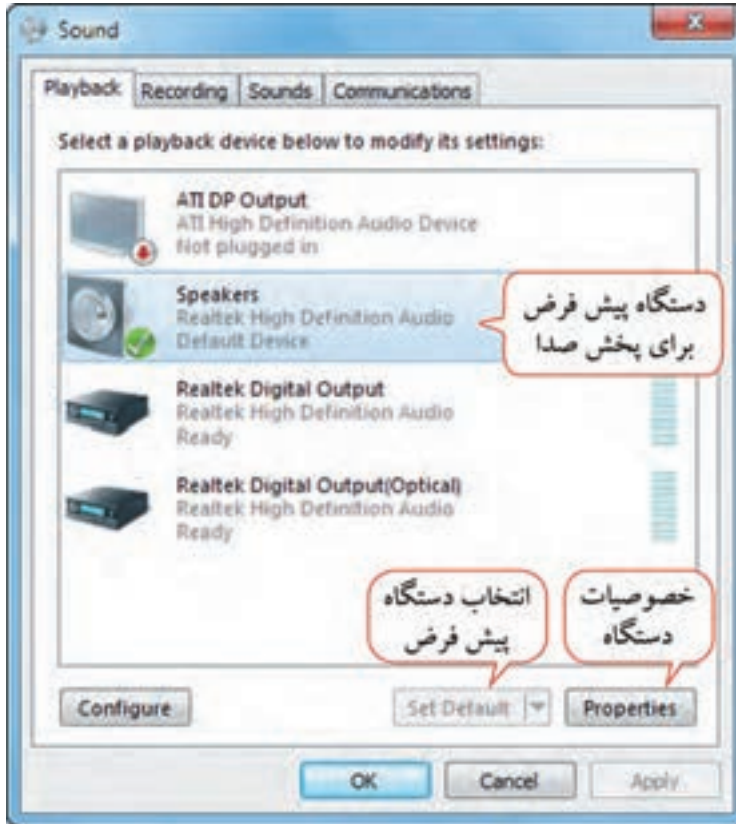 Sound
Playback Recording Sounds Communications
Select a playback device below to modify its settings:
ATI DP Output
ATI High Definition Audio Device
Not plugged in
Speakers
Realtek High Definition Audio
Default Device
دستگاه پیش فرض
برای پخش صدا
Realtek Digital Output
Realtek High Definition Audio
Ready
Realtek Digital Output(Optical)
Realtek High Definition Audio
Ready
انتخاب دستگاه
پیش فرض
خصوصیات
دستگاه
Configure Set Default Properties
OK Cancel Apply